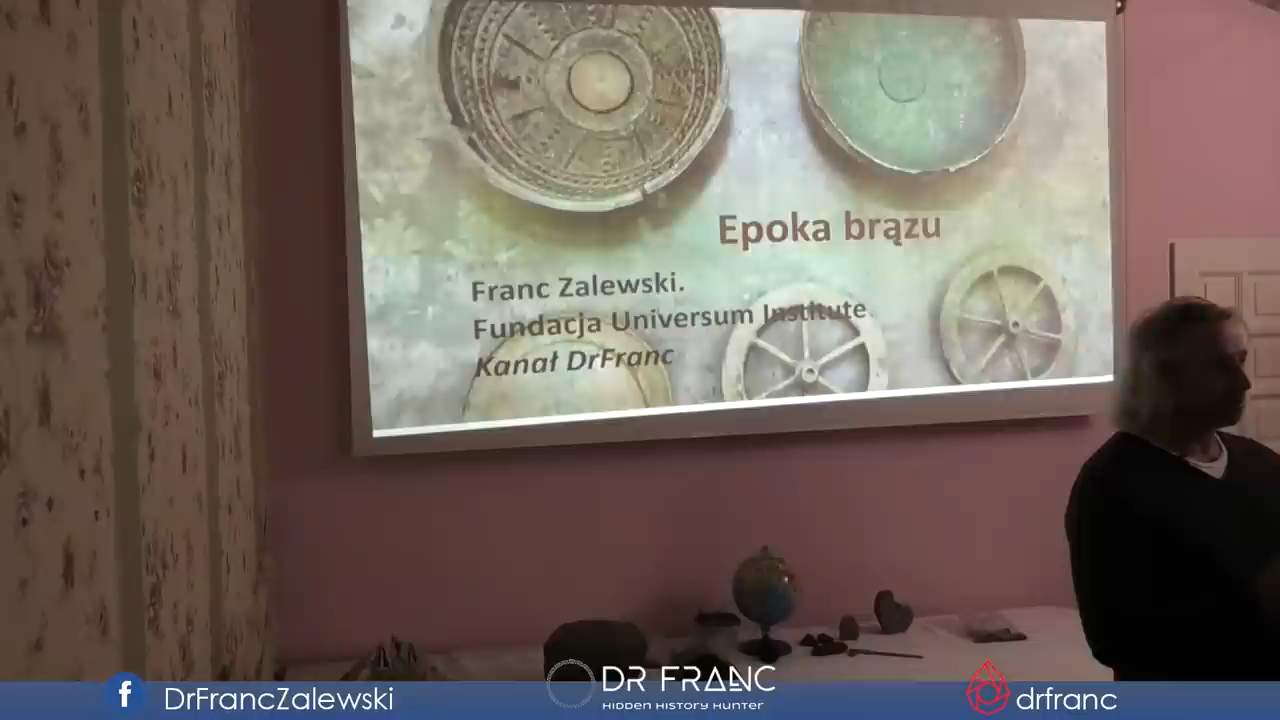 Epoka brązu
Franc Zalewski.
Fundacja Universum Institute
Kanał DrFranc
f DrFrancZalewski
DR FRANC
HIDDEN HISTORY HUNTER
drfranc